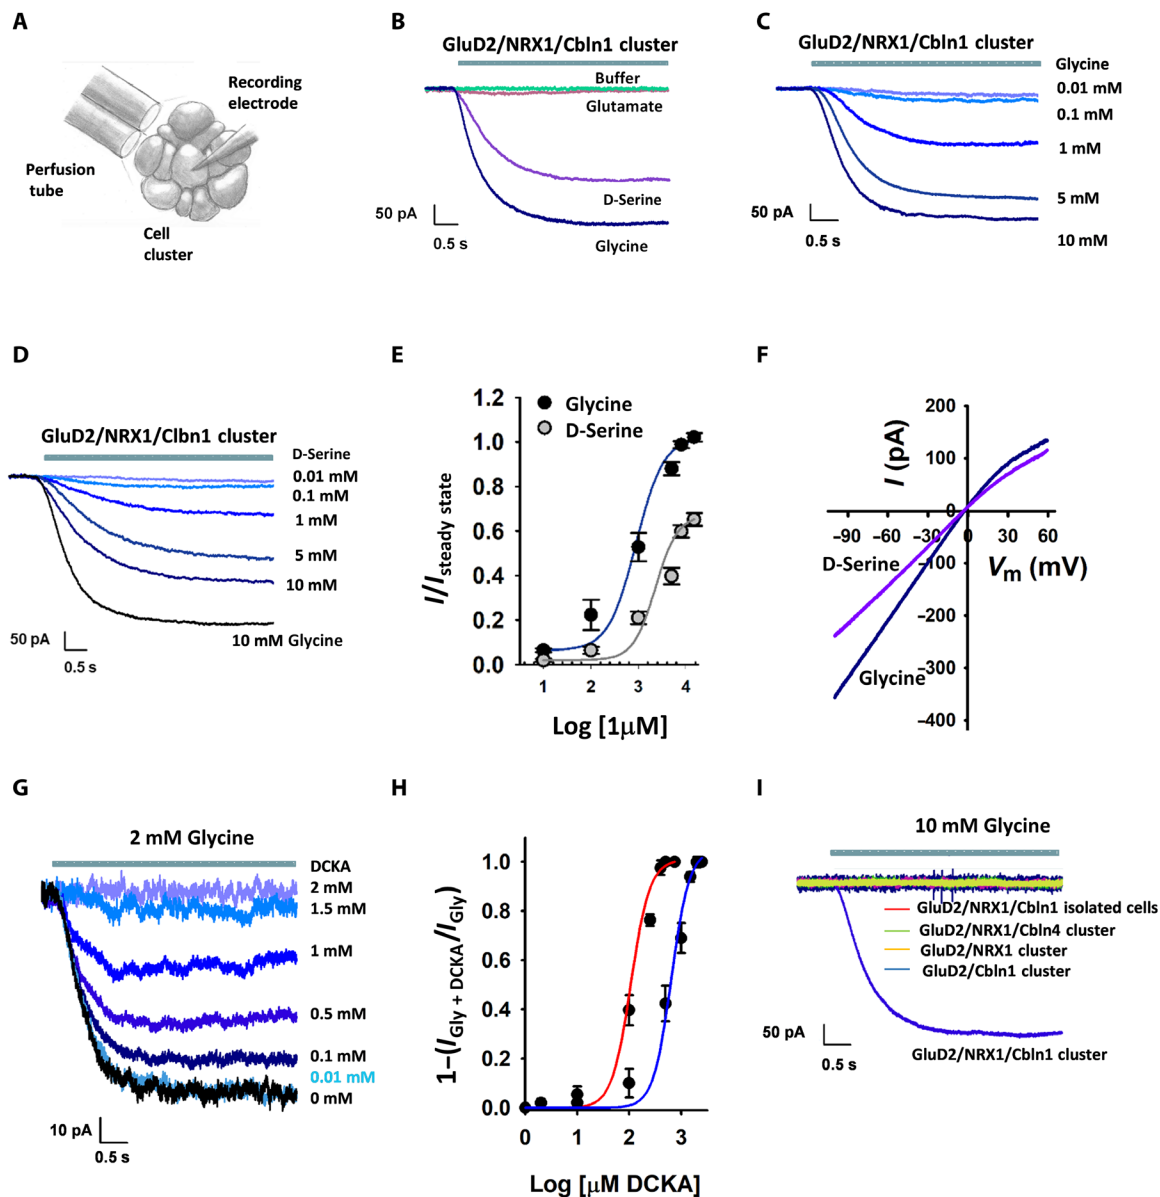 A
Recording
electrode
Perfusion
tube
Cell
cluster
B
GluD2/NRX1/Cbln1 cluster
Buffer
Glutamate
D-Serine
Glycine
50 pA
0.5 s
C
GluD2/NRX1/Cbln1 cluster
Glycine
0.01 mM
0.1 mM
1 mM
5 mM
10 mM
50 pA
0.5 s
D
GluD2/NRX1/Clbn1 cluster
D-Serine
0.01 mM
0.1 mM
1 mM
5 mM
10 mM
10 mM Glycine
50 pA
0.5 s
E
Glycine
D-Serine
I/Isteady state
1.2
1.0
0.8
0.6
0.4
0.2
0.0
1 2 3 4
Log [1µM]
F
I (pA)
200
100
0
-100
-200
-300
-400
-90 -60 -30 0 30 60
Vm (mV)
D-Serine
Glycine
G
2 mM Glycine
DCKA
2 mM
1.5 mM
1 mM
0.5 mM
0.1 mM
0.01 mM
0 mM
10 pA
0.5 s
H
1–(IGly + DCKA/IGly)
1.0
0.8
0.6
0.4
0.2
0.0
0 1 2 3
Log [µM DCKA]
I
10 mM Glycine
GluD2/NRX1/Cbln1 isolated cells
GluD2/NRX1/Cbln4 cluster
GluD2/NRX1 cluster
GluD2/Cbln1 cluster
GluD2/NRX1/Cbln1 cluster
50 pA
0.5 s